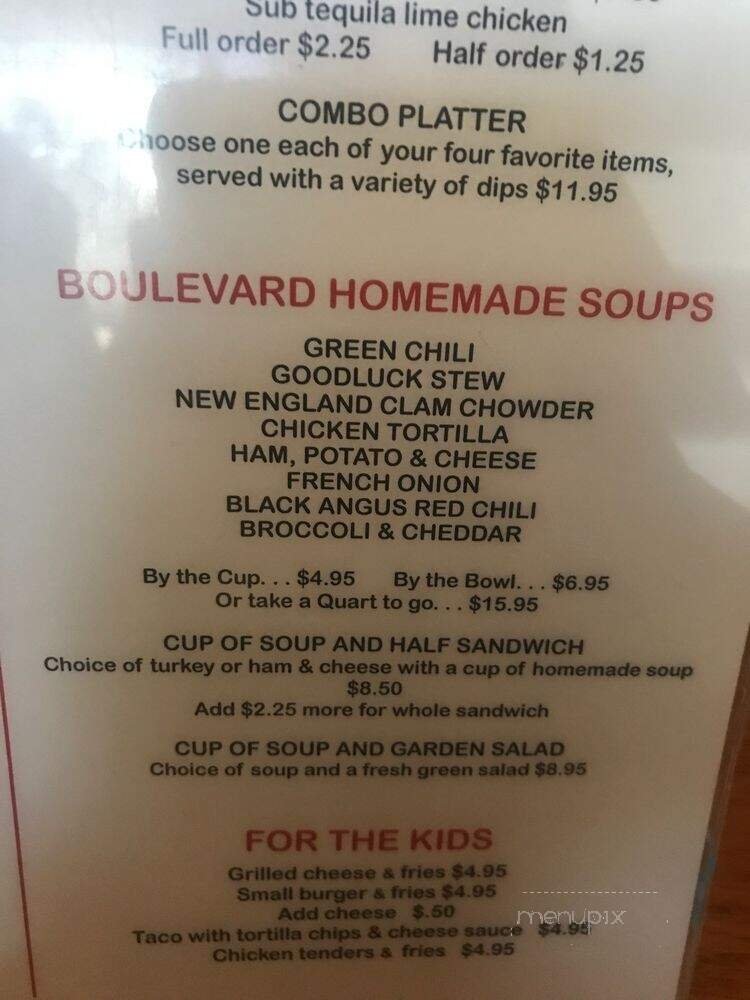 Sub tequila lime chicken
Full order $2.25 Half order $1.25
COMBO PLATTER
Choose one each of your four favorite items,
served with a variety of dips $11.95
BOULEVARD HOMEMADE SOUPS
GREEN CHILI
GOODLUCK STEW
NEW ENGLAND CLAM CHOWDER
CHICKEN TORTILLA
HAM, POTATO & CHEESE
FRENCH ONION
BLACK ANGUS RED CHILI
BROCCOLI & CHEDDAR
By the Cup. . . $4.95 By the Bowl. . . $6.95
Or take a Quart to go. . . $15.95
CUP OF SOUP AND HALF SANDWICH
Choice of turkey or ham & cheese with a cup of homemade soup
$8.50
Add $2.25 more for whole sandwich
CUP OF SOUP AND GARDEN SALAD
Choice of soup and a fresh green salad $8.95
FOR THE KIDS
Grilled cheese & fries $4.95
Small burger & fries $4.95
Add cheese $.50
Taco with tortilla chips & cheese sauce $4.95
Chicken tenders & fries $4.95
menupix